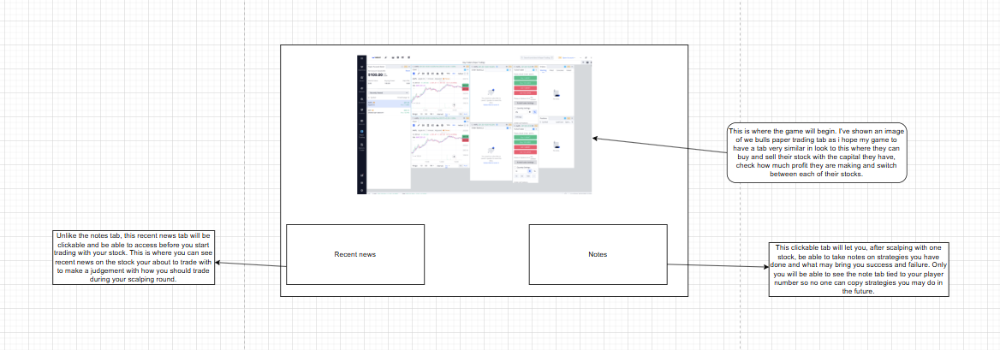 $100.00
This is where the game will begin. I've shown an image
of we bulls paper trading tab as i hope my game to
have a tab very similar in look to this where they can
buy and sell their stock with the capital they have,
check how much profit they are making and switch
between each of their stocks.
Unlike the notes tab, this recent news tab will be
clickable and be able to access before you start
trading with your stock. This is where you can see
recent news on the stock your about to trade with
to make a judgement with how you should trade
during your scalping round.
Recent news
Notes
This clickable tab will let you, after scalping with one
stock, be able to take notes on strategies you have
done and what may bring you success and failure. Only
you will be able to see the note tab tied to your player
number so no one can copy strategies you may do in
the future.